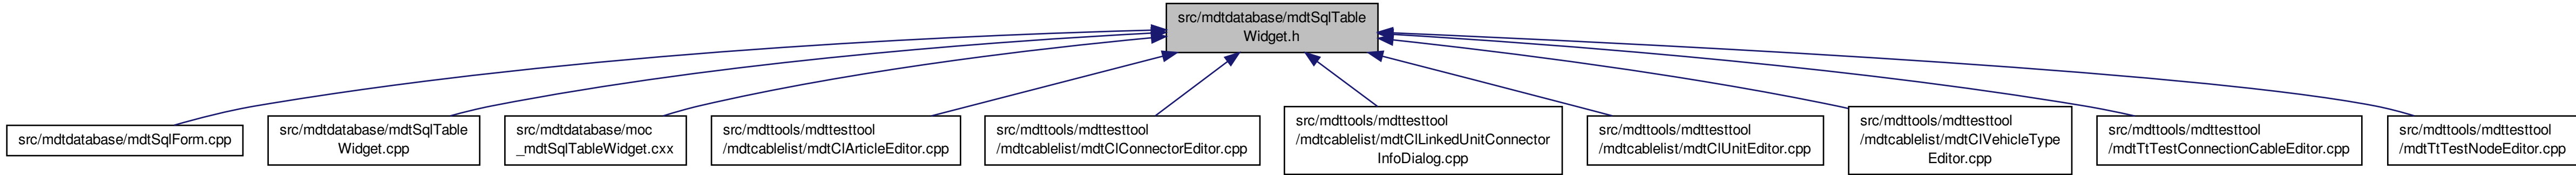 src/mdtdatabase/mdtSqlTable
Widget.h
src/mdtdatabase/mdtSqlForm.cpp
src/mdtdatabase/mdtSqlTable
Widget.cpp
src/mdtdatabase/moc
_mdtSqlTableWidget.cxx
src/mdttools/mdttesttool
/mdtcablelist/mdtClArticleEditor.cpp
src/mdttools/mdttesttool
/mdtcablelist/mdtClConnectorEditor.cpp
src/mdttools/mdttesttool
/mdtcablelist/mdtClLinkedUnitConnector
InfoDialog.cpp
src/mdttools/mdttesttool
/mdtcablelist/mdtClUnitEditor.cpp
src/mdttools/mdttesttool
/mdtcablelist/mdtClVehicleType
Editor.cpp
src/mdttools/mdttesttool
/mdtTtTestConnectionCableEditor.cpp
src/mdttools/mdttesttool
/mdtTtTestNodeEditor.cpp